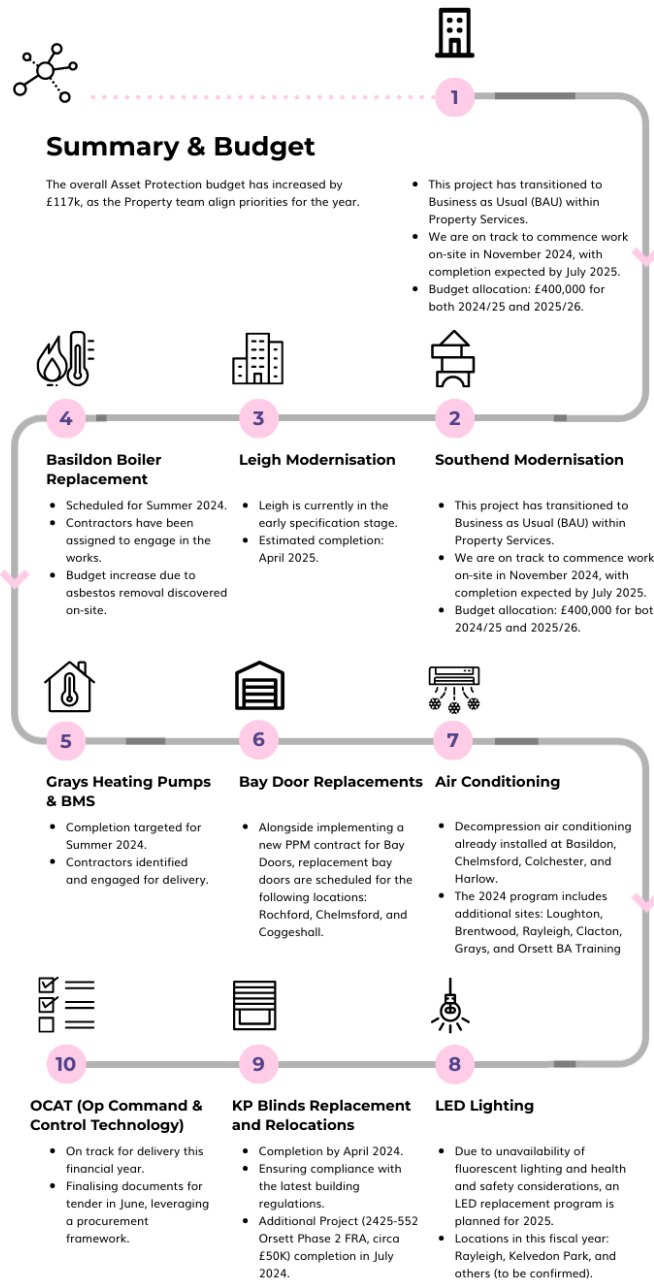 1
Summary & Budget
The overall Asset Protection budget has increased by
£117k, as the Property team align priorities for the year.
This project has transitioned to
Business as Usual (BAU) within
Property Services.
We are on track to commence work
on-site in November 2024, with
completion expected by July 2025.
Budget allocation: £400,000 for
both 2024/25 and 2025/26.
2
Southend Modernisation
This project has transitioned to
Business as Usual (BAU) within
Property Services.
We are on track to commence work
on-site in November 2024, with
completion expected by July 2025.
Budget allocation: £400,000 for bot
2024/25 and 2025/26.
3
Leigh Modernisation
Leigh is currently in the
early specification stage.
Estimated completion:
April 2025.
4
Basildon Boiler
Replacement
Scheduled for Summer 2024.
Contractors have been
assigned to engage in the
works.
Budget increase due to
asbestos removal discovered
on-site.
5
Grays Heating Pumps
& BMS
Completion targeted for
Summer 2024.
Contractors identified
and engaged for delivery.
6
Bay Door Replacements
Alongside implementing a
new PPM contract for Bay
Doors, replacement bay
doors are scheduled for the
following locations:
Rochford, Chelmsford, and
Coggeshall.
7
Air Conditioning
Decompression air conditioning
already installed at Basildon,
Chelmsford, Colchester, and
Harlow.
The 2024 program includes
additional sites: Loughton,
Brentwood, Rayleigh, Clacton,
Grays, and Orsett BA Training
8
LED Lighting
Due to unavailability of
fluorescent lighting and health
and safety considerations, an
LED replacement program is
planned for 2025.
Locations in this fiscal year:
Rayleigh, Kelvedon Park, and
others (to be confirmed).
9
KP Blinds Replacement
and Relocations
Completion by April 2024.
Ensuring compliance with
the latest building
regulations.
Additional Project (2425-552
Orsett Phase 2 FRA, circa
£50K) completion in July
2024.
10
OCAT (Op Command &
Control Technology)
On track for delivery this
financial year.
Finalising documents for
tender in June, leveraging
a procurement
framework.